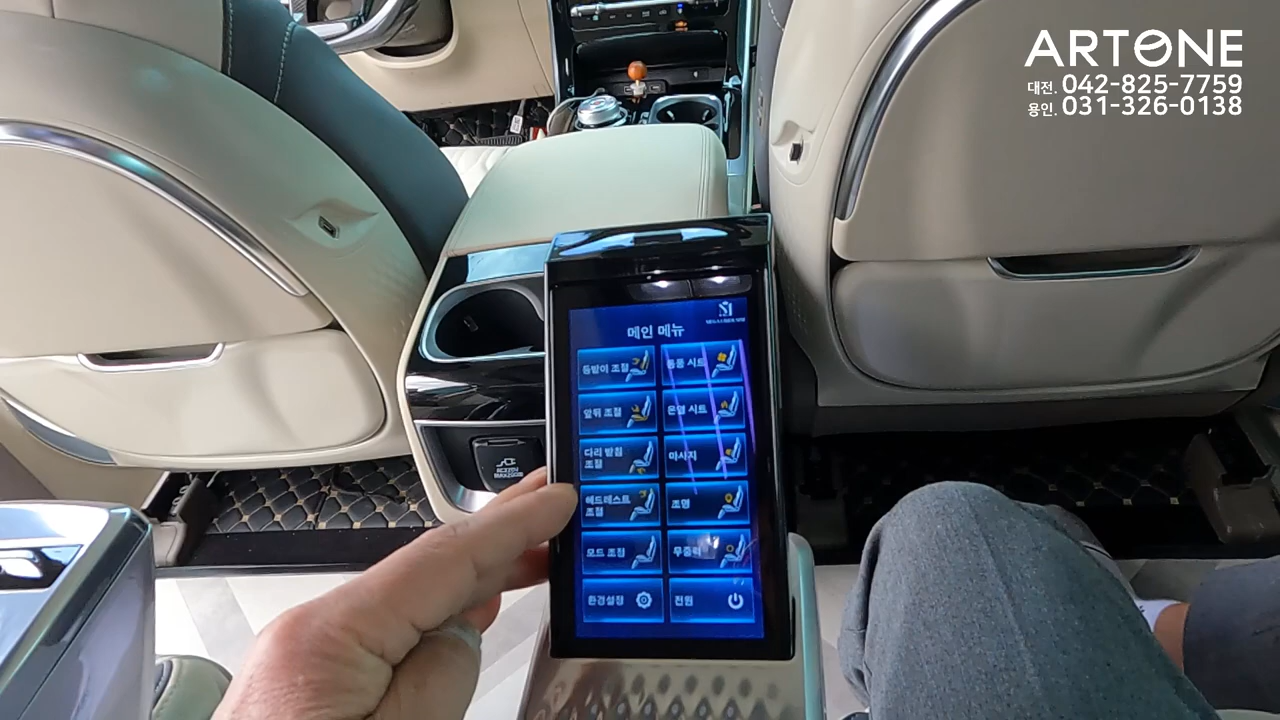 ARTONE
대전. 042-825-7759
용인. 031-326-0138
메인 메뉴
등받이 조절
통풍 시트
앞뒤 조절
온열 시트
다리 받침
조절
마사지
헤드레스트
조절
조명
모드 조절
무중력
환경설정
전원